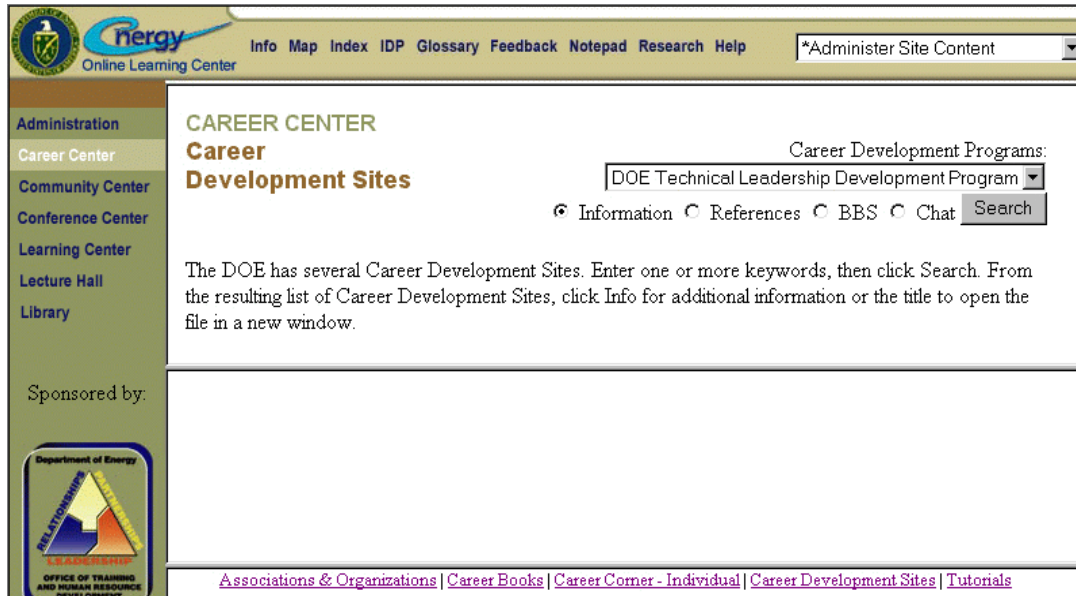 energy
Online Learning Center
Info Map Index IDP Glossary Feedback Notepad Research Help
*Administer Site Content
Administration
Career Center
Community Center
Conference Center
Learning Center
Lecture Hall
Library
Sponsored by:
Department of Energy
RELATIONSHIPS
PARTNERSHIPS
LEADERSHIP
OFFICE OF TRAINING
AND HUMAN RESOURCE
DEVELOPMENT
CAREER CENTER
Career
Development Sites
Career Development Programs:
DOE Technical Leadership Development Program
Information References BBS Chat Search
The DOE has several Career Development Sites. Enter one or more keywords, then click Search. From
the resulting list of Career Development Sites, click Info for additional information or the title to open the
file in a new window.
Associations & Organizations | Career Books | Career Corner - Individual | Career Development Sites | Tutorials